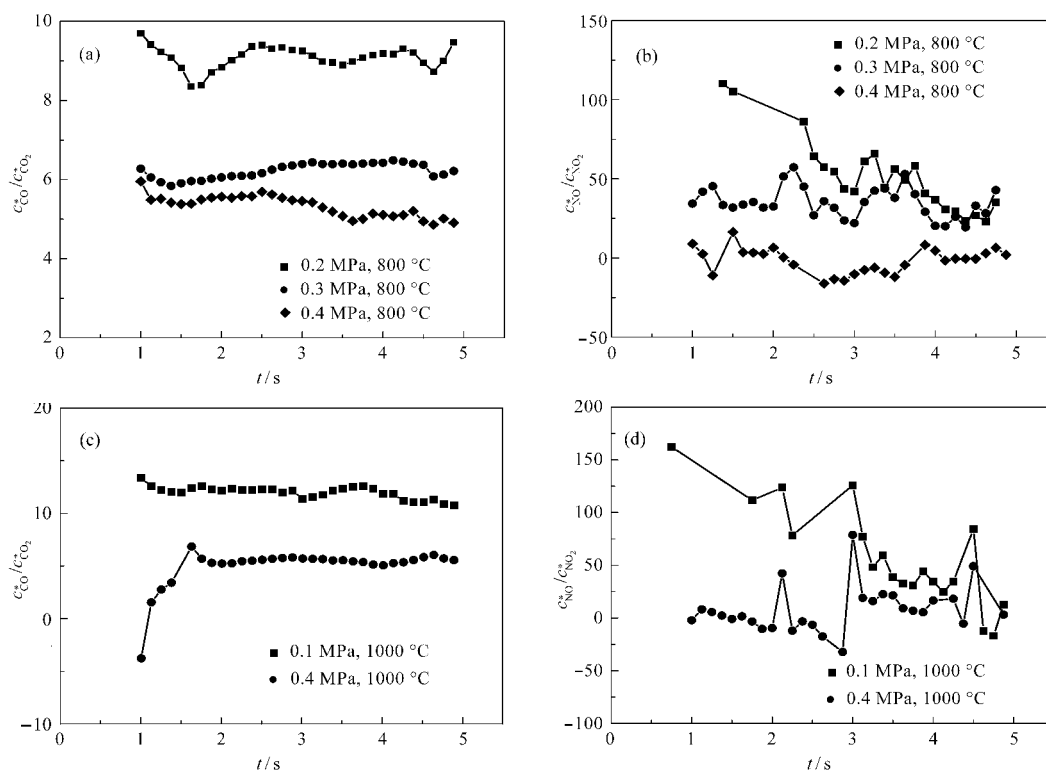 10
8
6
4
2
0
1
2
3
4
5
(a)
c*CO/c*CO2
0.2 MPa, 800 °C
0.3 MPa, 800 °C
0.4 MPa, 800 °C
t / s
150
100
50
0
−50
0
1
2
3
4
5
(b)
c*NO/c*NO2
0.2 MPa, 800 °C
0.3 MPa, 800 °C
0.4 MPa, 800 °C
t / s
20
10
0
−10
0
1
2
3
4
5
(c)
c*CO/c*CO2
0.1 MPa, 1000 °C
0.4 MPa, 1000 °C
t / s
200
150
100
50
0
−50
−100
0
1
2
3
4
5
(d)
c*NO/c*NO2
0.1 MPa, 1000 °C
0.4 MPa, 1000 °C
t / s